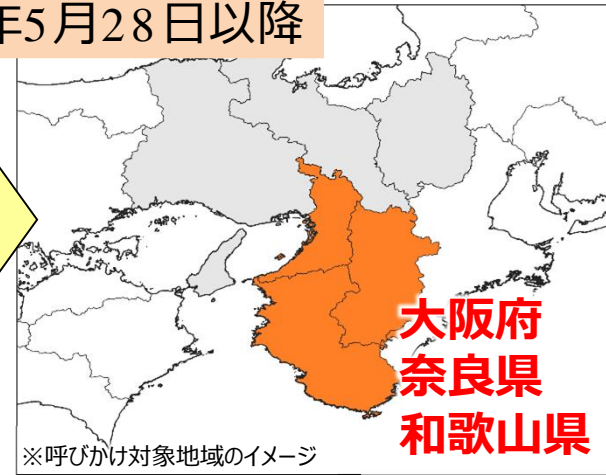 年5月28日以降
大阪府
奈良県
和歌山県
※呼びかけ対象地域のイメージ